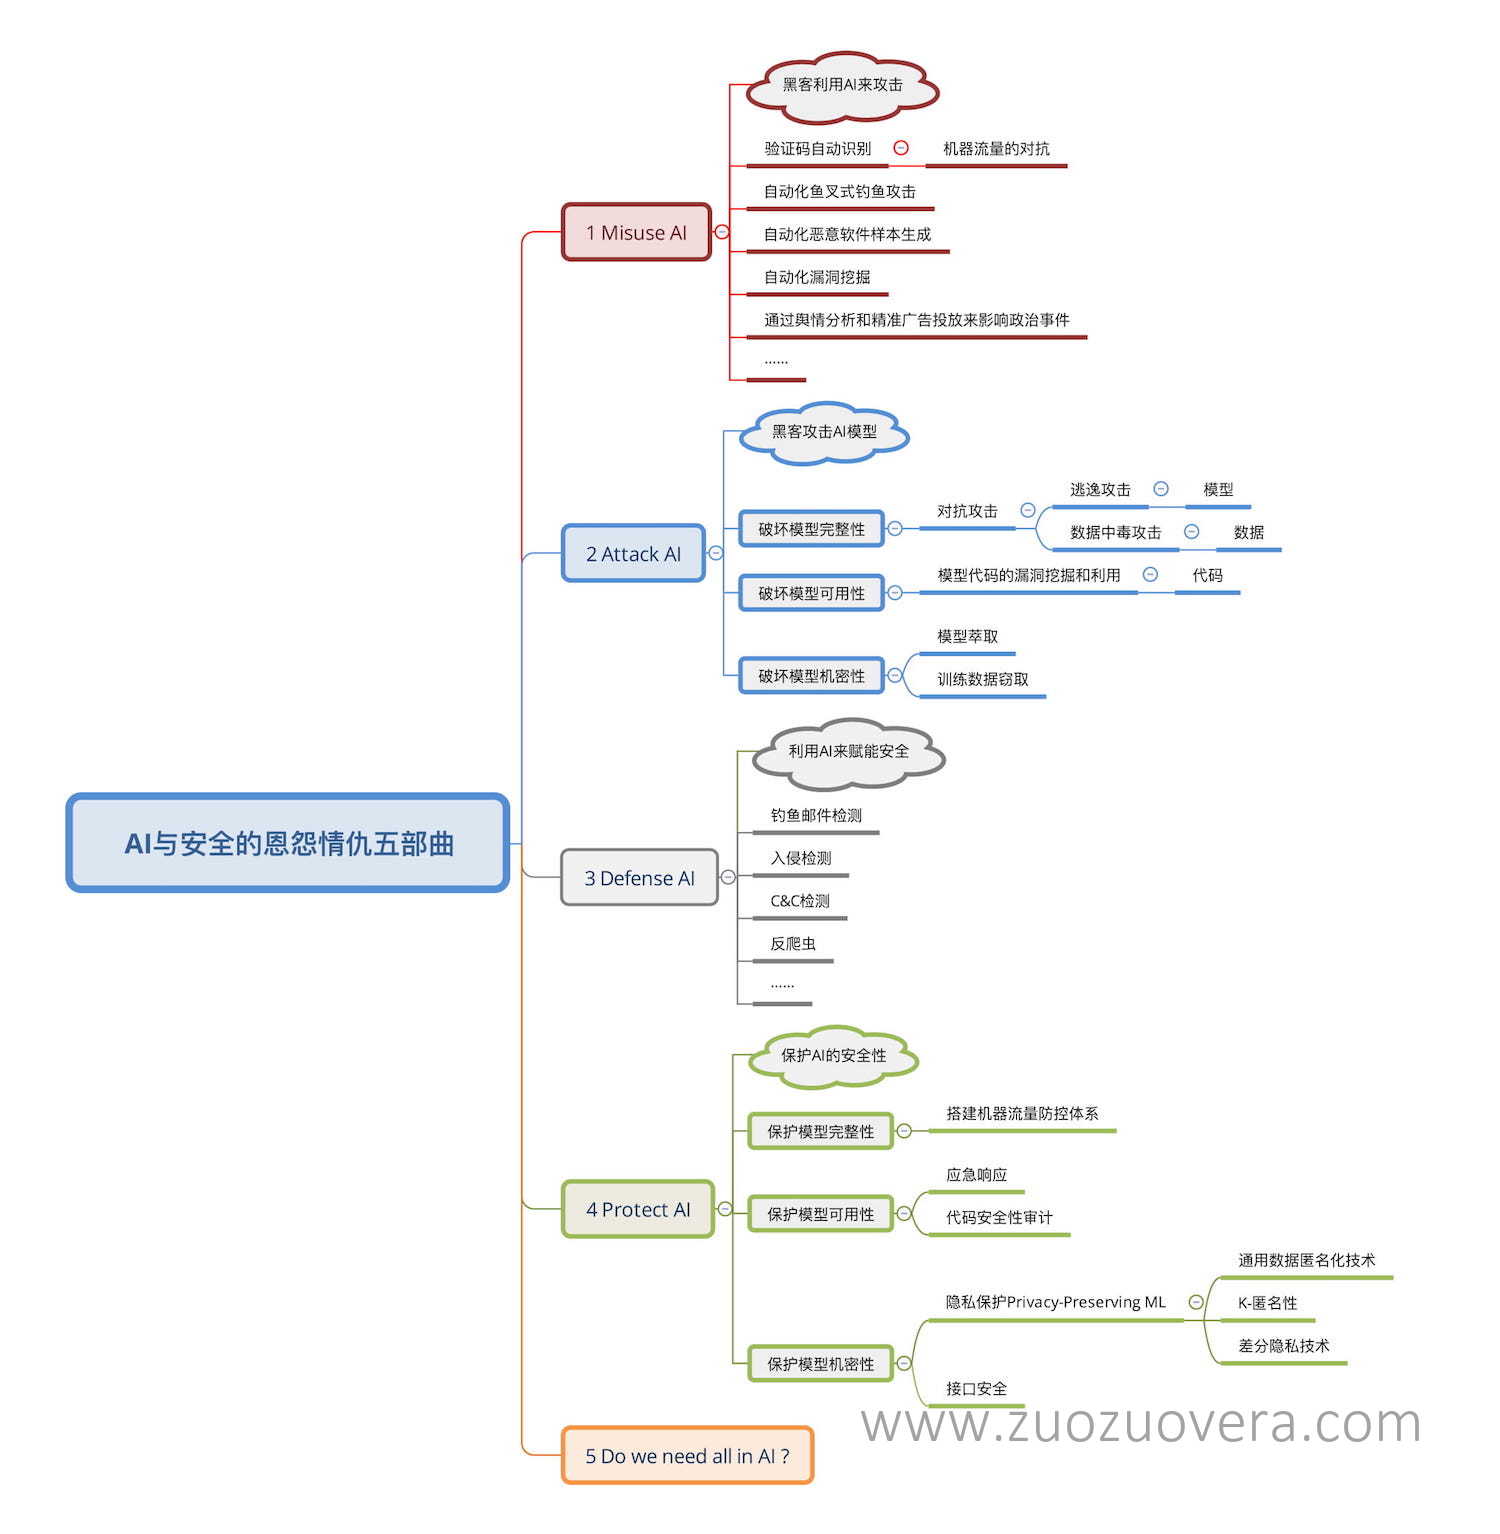 AI与安全的恩怨情仇五部曲
1 Misuse AI
黑客利用AI来攻击
验证码自动识别
机器流量的对抗
自动化鱼叉式钓鱼攻击
自动化恶意软件样本生成
自动化漏洞挖掘
通过舆情分析和精准广告投放来影响政治事件
......
2 Attack AI
黑客攻击AI模型
破坏模型完整性
对抗攻击
逃逸攻击
模型
数据中毒攻击
数据
破坏模型可用性
模型代码的漏洞挖掘和利用
代码
破坏模型机密性
模型萃取
训练数据窃取
3 Defense AI
利用AI来赋能安全
钓鱼邮件检测
入侵检测
C&C检测
反爬虫
......
4 Protect AI
保护AI的安全性
保护模型完整性
搭建机器流量防控体系
保护模型可用性
应急响应
代码安全性审计
保护模型机密性
隐私保护Privacy-Preserving ML
通用数据匿名化技术
K-匿名性
差分隐私技术
接口安全
5 Do we need all in AI ?
www.zuozuovera.com